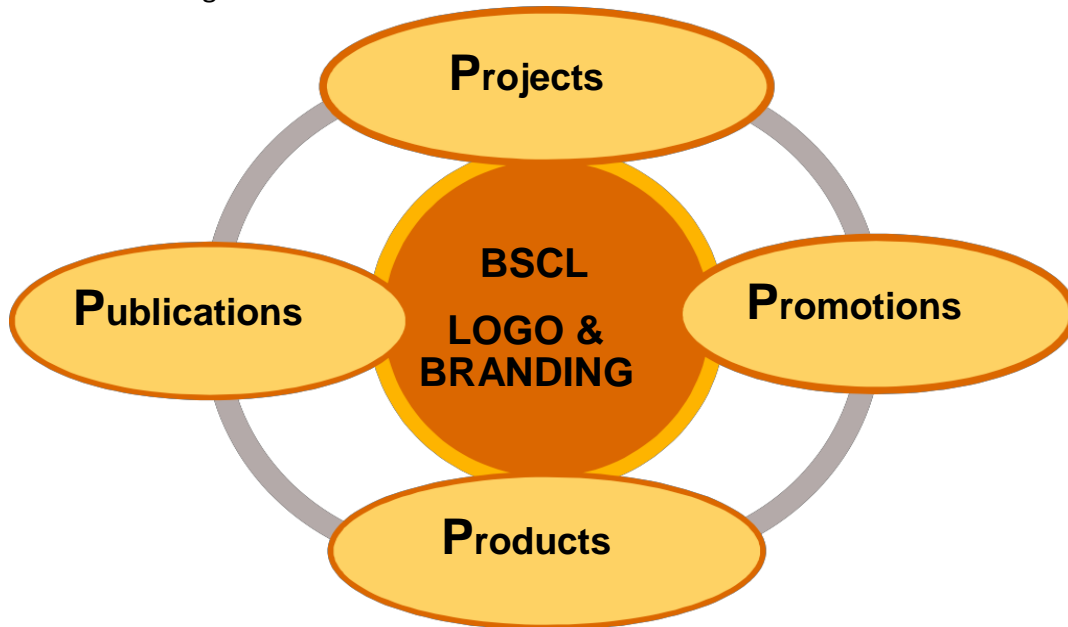 Projects
BSCL
Publications
Promotions
LOGO &
BRANDING
Products